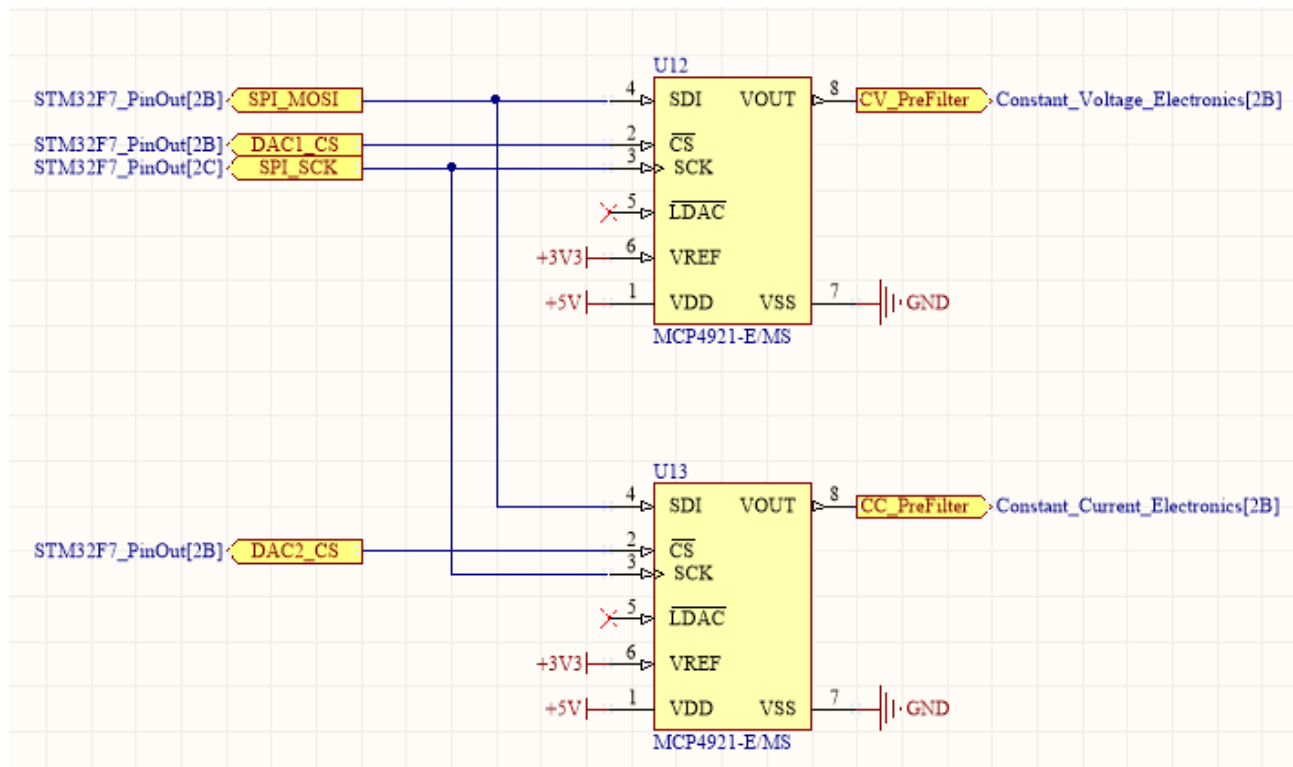 U12
STM32F7_PinOut[2B] SPI_MOSI 4 SDI VOUT 8 CV_PreFilter Constant_Voltage_Electronics[2B]
STM32F7_PinOut[2B] DAC1_CS 2 CS
STM32F7_PinOut[2C] SPI_SCK 3 SCK
5 LDAC
+3V3 6 VREF
+5V 1 VDD VSS 7 GND
MCP4921-E/MS
U13
4 SDI VOUT 8 CC_PreFilter Constant_Current_Electronics[2B]
STM32F7_PinOut[2B] DAC2_CS 2 CS
3 SCK
5 LDAC
+3V3 6 VREF
+5V 1 VDD VSS 7 GND
MCP4921-E/MS